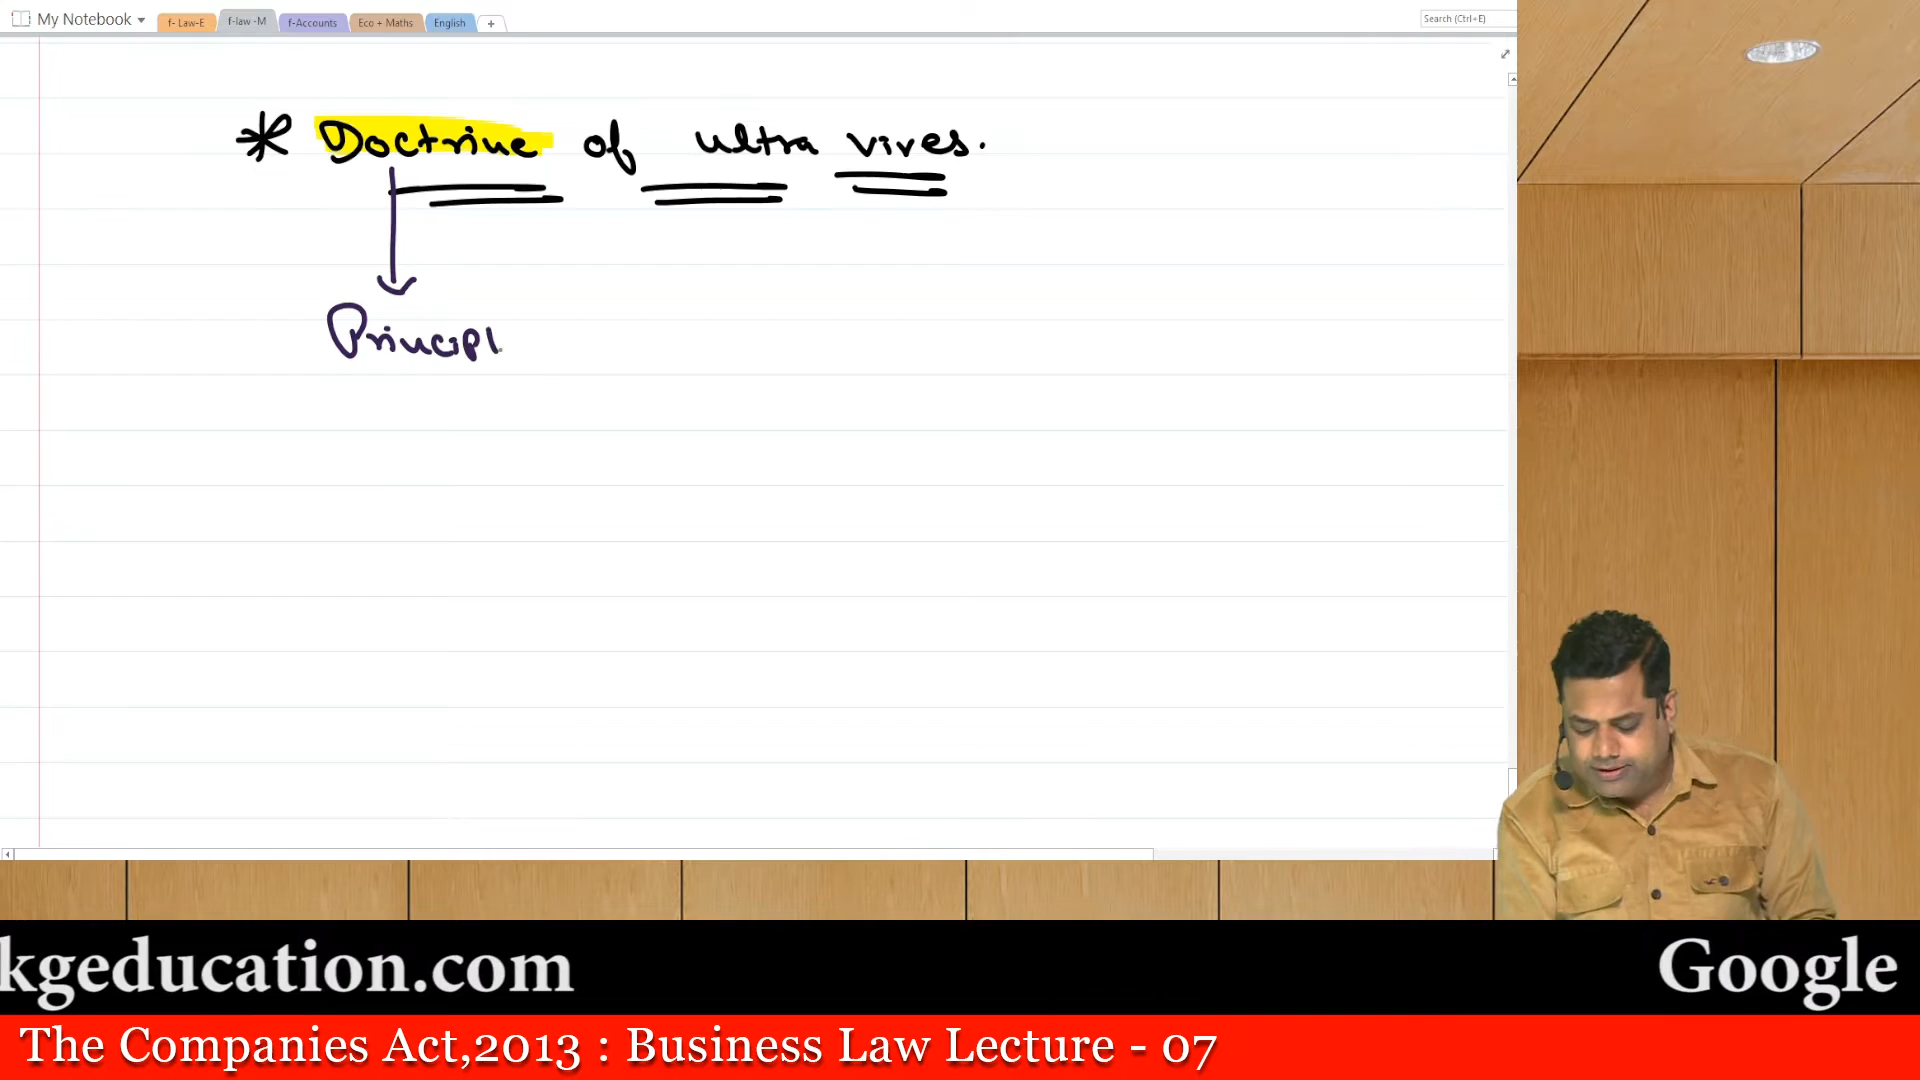 My Notebook
f- Law-E
f-law -M
f-Accounts
Eco + Maths
English
+
Search (Ctrl+E)
* Doctrine of ultra vires.
Principl
kgeducation.com
Google
The Companies Act,2013 : Business Law Lecture - 07